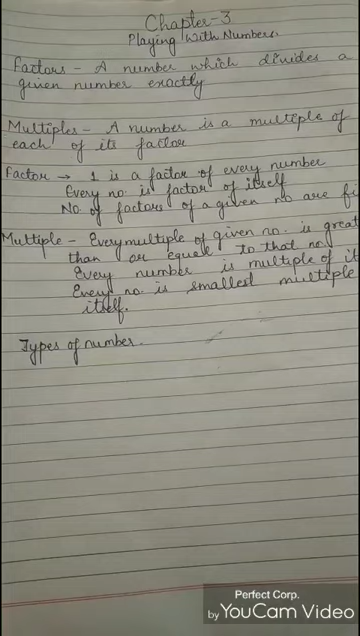 Chapter-3
Playing With Numbers
Factors - A number which divides a
given number exactly
Multiples - A number is a multiple of
each of its factor
Factor → 1 is a factor of every number
Every no. is factor of itself
No. of factors of a given no are fi
Multiple - Every multiple of given no. is great
than or equal to that no.
Every number is multiple of it
Every no. is smallest multiple
itself.
Types of number.
Perfect Corp.
by YouCam Video